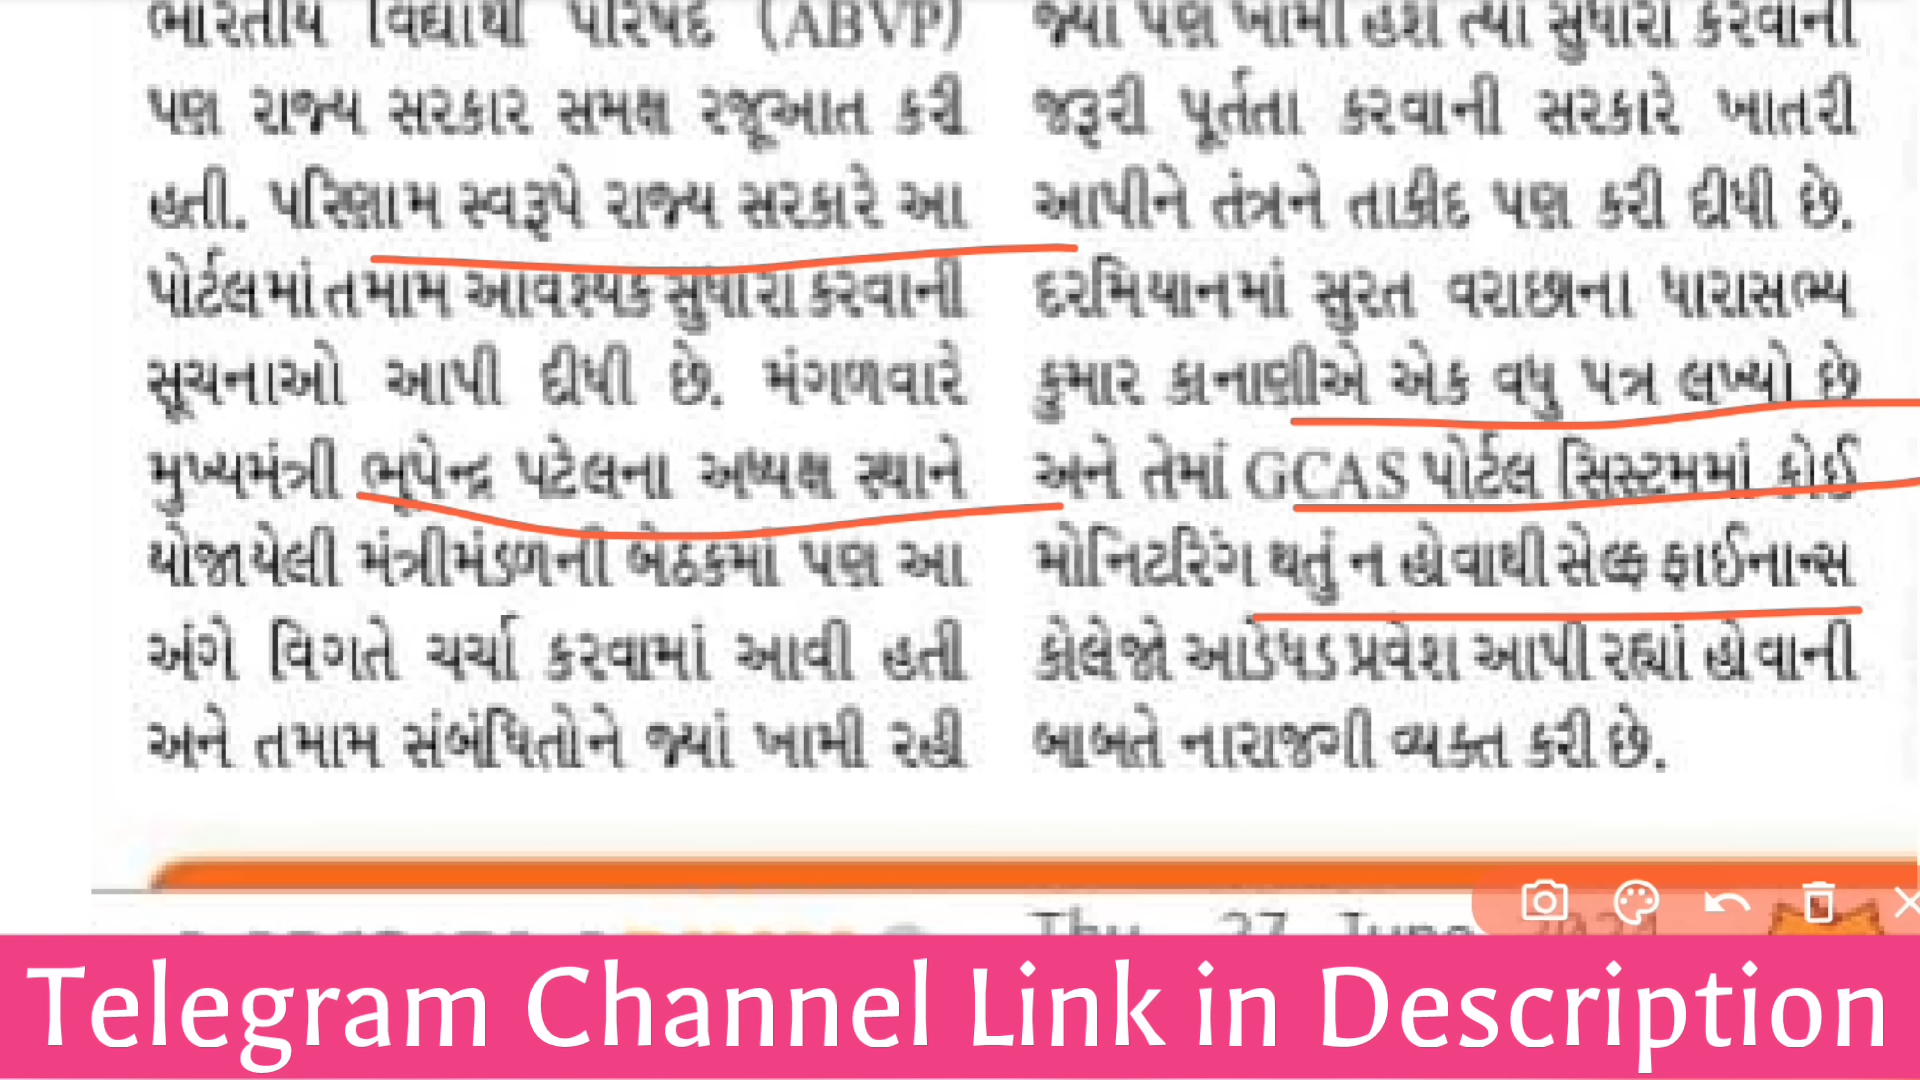 ભારતીય વિદ્યાર્થી પરિષદે (ABVP)
પણ રાજ્ય સરકાર સમક્ષ રજૂઆત કરી
હતી. પરિણામ સ્વરૂપે રાજ્ય સરકારે આ
પોર્ટલમાં તમામ આવશ્યક સુધારા કરવાની
સૂચનાઓ આપી દીધી છે. મંગળવારે
મુખ્યમંત્રી ભૂપેન્દ્ર પટેલના અધ્યક્ષ સ્થાને
યોજાયેલી મંત્રીમંડળની બેઠકમાં પણ આ
અંગે વિગતે ચર્ચા કરવામાં આવી હતી
અને તમામ સંબંધિતોને જ્યાં ખામી રહી
જ્યાં પણ ખામી હશે ત્યાં સુધારા કરવાની
જરૂરી પૂર્તતા કરવાની સરકારે ખાતરી
આપીને તંત્રને તાકીદ પણ કરી દીધી છે.
દરમિયાનમાં સુરત વરાછાના ધારાસભ્ય
કુમાર કાનાણીએ એક વધુ પત્ર લખ્યો છે
અને તેમાં GCAS પોર્ટલ સિસ્ટમમાં કોઈ
મોનિટરિંગ થતું ન હોવાથી સેલ્ફ ફાઈનાન્સ
કોલેજો આડેધડ પ્રવેશ આપી રહ્યાં હોવાની
બાબતે નારાજગી વ્યક્ત કરી છે.
Thu, 27 June 2024
Telegram Channel Link in Description